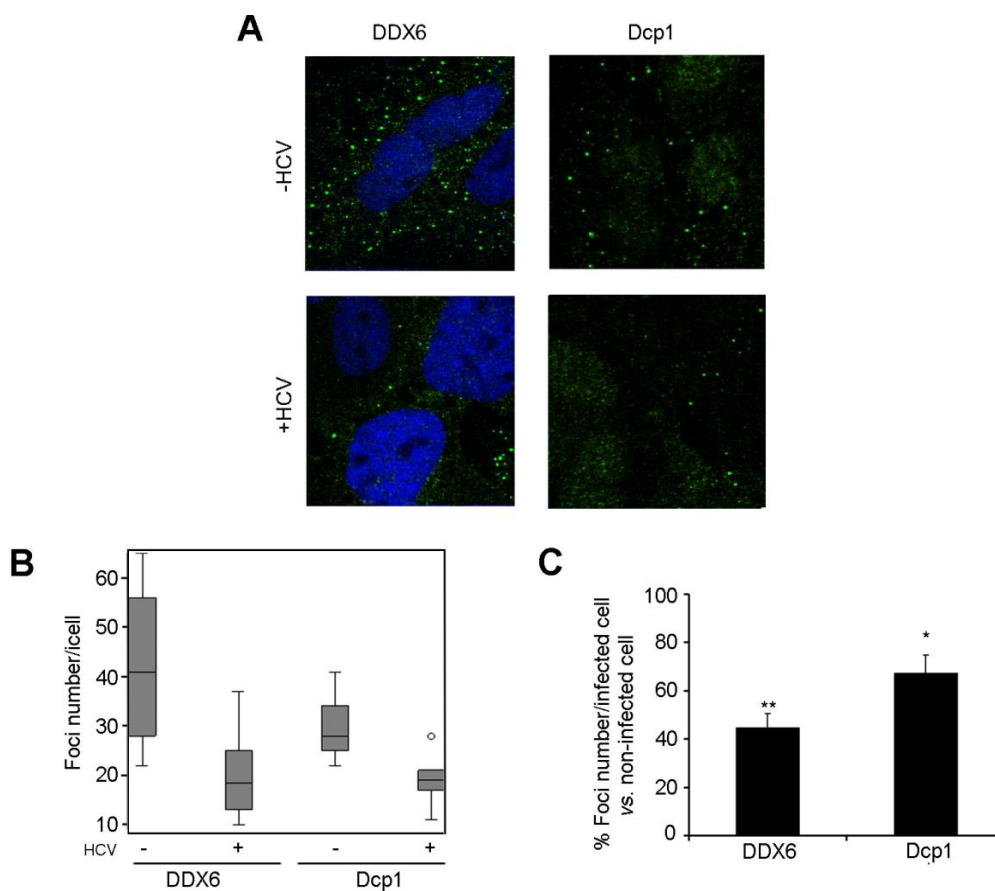 A
DDX6
Dcp1
-HCV
+HCV
B
Foci number/icell
60
50
40
30
20
10
HCV
-
+
-
+
DDX6
Dcp1
C
% Foci number/infected cell
vs. non-infected cell
100
80
60
40
20
0
**
*
DDX6
Dcp1